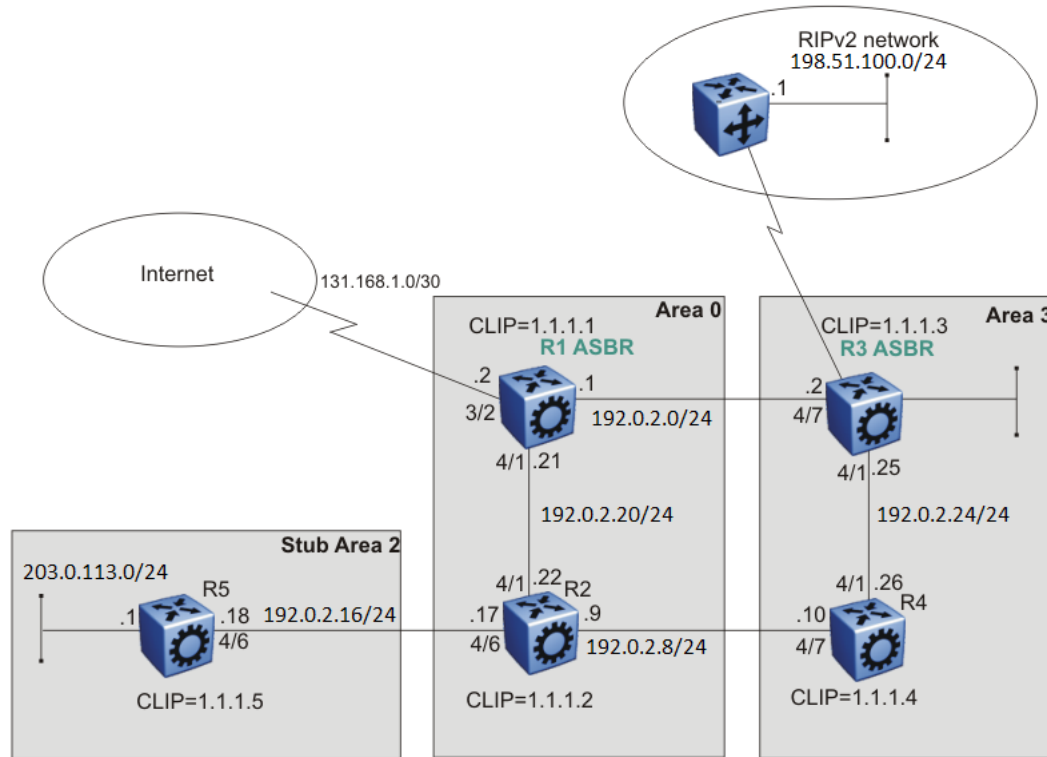 RIPv2 network
198.51.100.0/24
.1
Internet
131.168.1.0/30
Area 0
CLIP=1.1.1.1
R1 ASBR
.2
.1
3/2
192.0.2.0/24
4/1
.21
192.0.2.20/24
Area 3
CLIP=1.1.1.3
R3 ASBR
.2
4/7
4/1
.25
192.0.2.24/24
Stub Area 2
203.0.113.0/24
R5
.1
.18
4/6
192.0.2.16/24
CLIP=1.1.1.5
4/1
.22
R2
.17
.9
4/6
192.0.2.8/24
CLIP=1.1.1.2
4/1
.26
R4
.10
4/7
CLIP=1.1.1.4